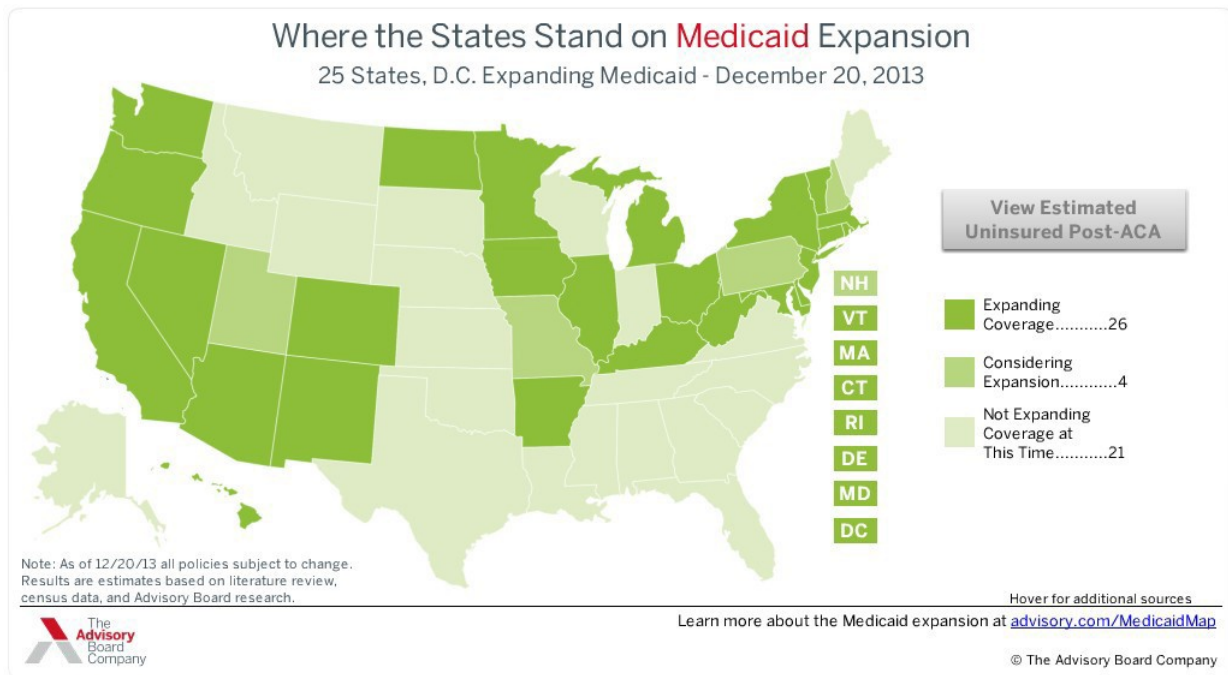 Where the States Stand on Medicaid Expansion
25 States, D.C. Expanding Medicaid - December 20, 2013
View Estimated
Uninsured Post-ACA
NH
VT
MA
CT
RI
DE
MD
DC
Expanding
Coverage...........26
Considering
Expansion............4
Not Expanding
Coverage at
This Time...........21
Note: As of 12/20/13 all policies subject to change.
Results are estimates based on literature review,
census data, and Advisory Board research.
Hover for additional sources
The
Advisory
Board
Company
Learn more about the Medicaid expansion at advisory.com/MedicaidMap
© The Advisory Board Company